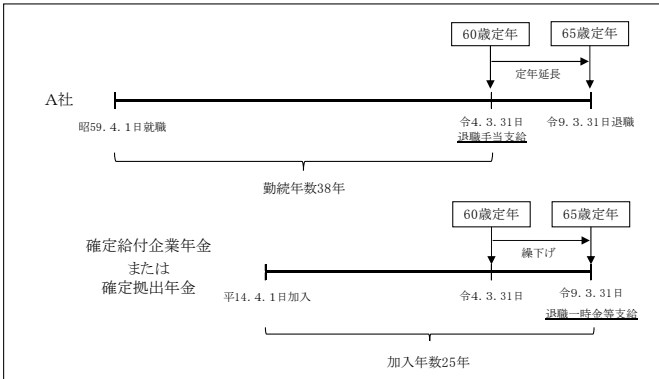 60歳定年
65歳定年
定年延長
A社
昭59.4.1日就職
令4.3.31日
退職手当支給
令9.3.31日退職
勤続年数38年
60歳定年
65歳定年
繰下げ
確定給付企業年金
または
確定拠出年金
平14.4.1日加入
令4.3.31日
令9.3.31日
退職一時金等支給
加入年数25年